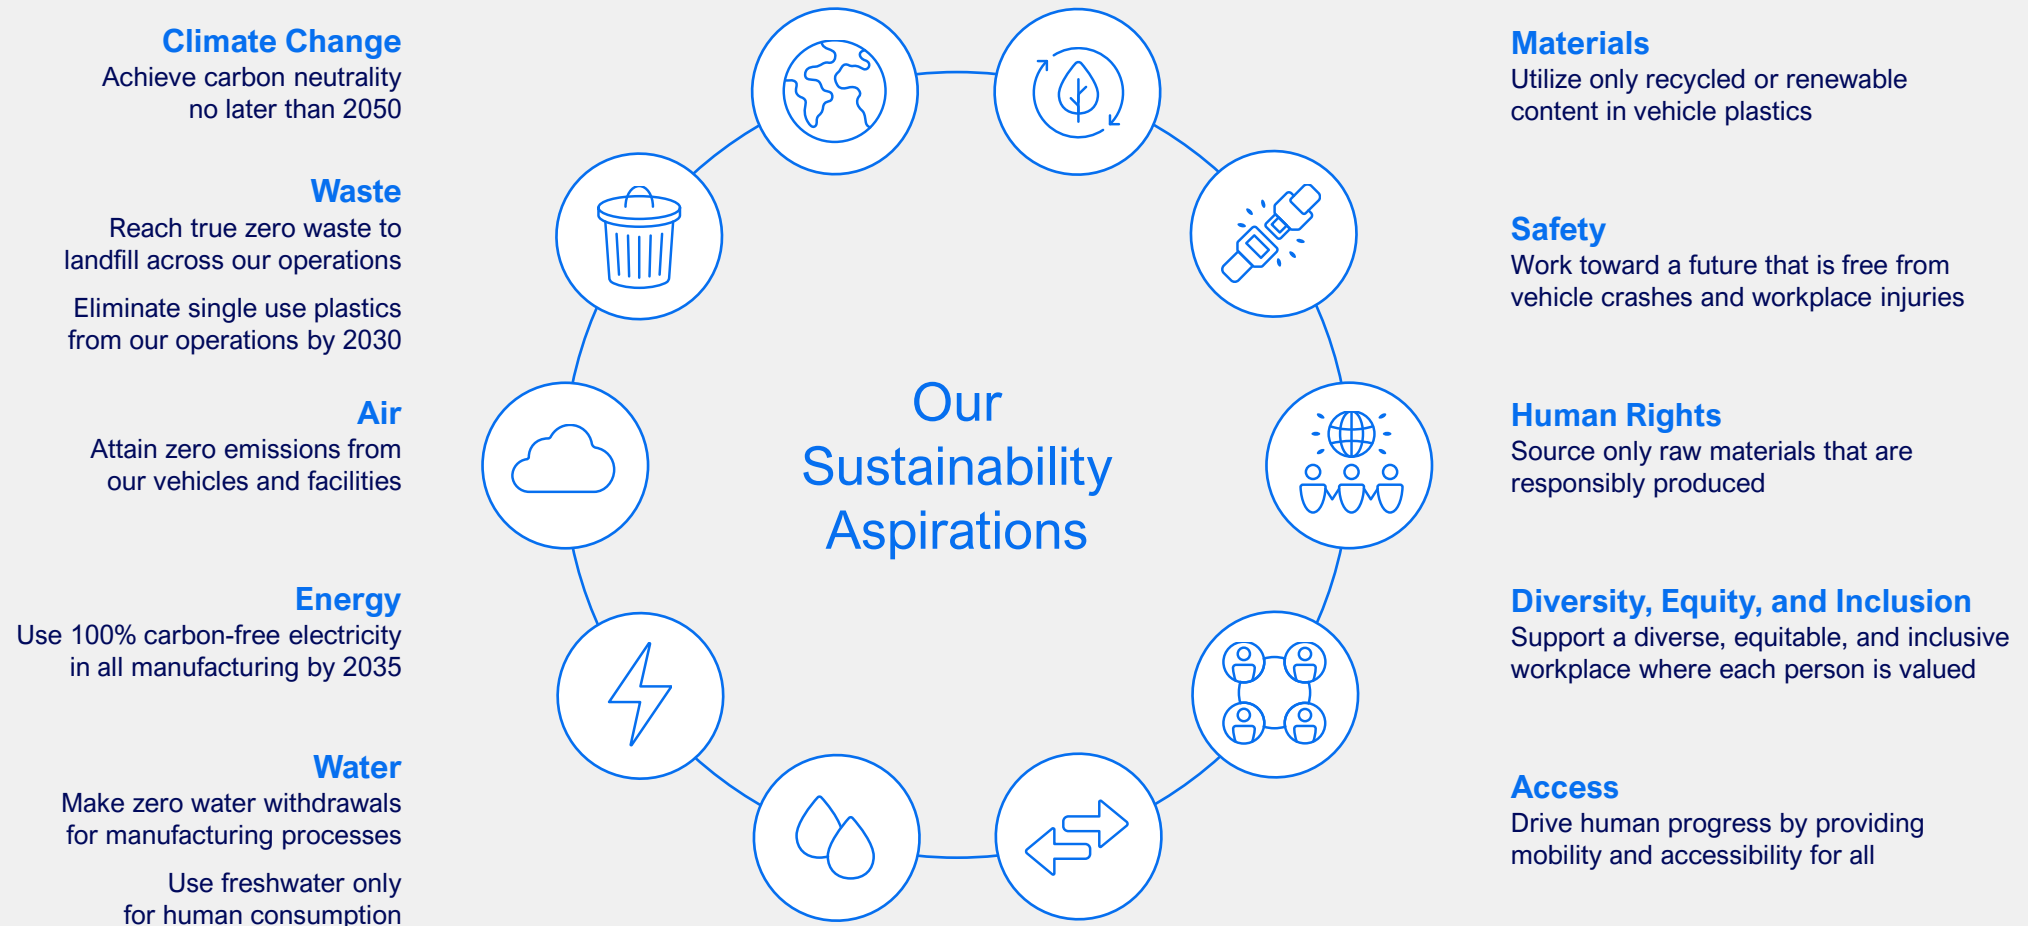 Climate Change
Achieve carbon neutrality
no later than 2050
Waste
Reach true zero waste to
landfill across our operations
Eliminate single use plastics
from our operations by 2030
Air
Attain zero emissions from
our vehicles and facilities
Energy
Use 100% carbon-free electricity
in all manufacturing by 2035
Water
Make zero water withdrawals
for manufacturing processes
Use freshwater only
for human consumption
Our
Sustainability
Aspirations
Materials
Utilize only recycled or renewable
content in vehicle plastics
Safety
Work toward a future that is free from
vehicle crashes and workplace injuries
Human Rights
Source only raw materials that are
responsibly produced
Diversity, Equity, and Inclusion
Support a diverse, equitable, and inclusive
workplace where each person is valued
Access
Drive human progress by providing
mobility and accessibility for all